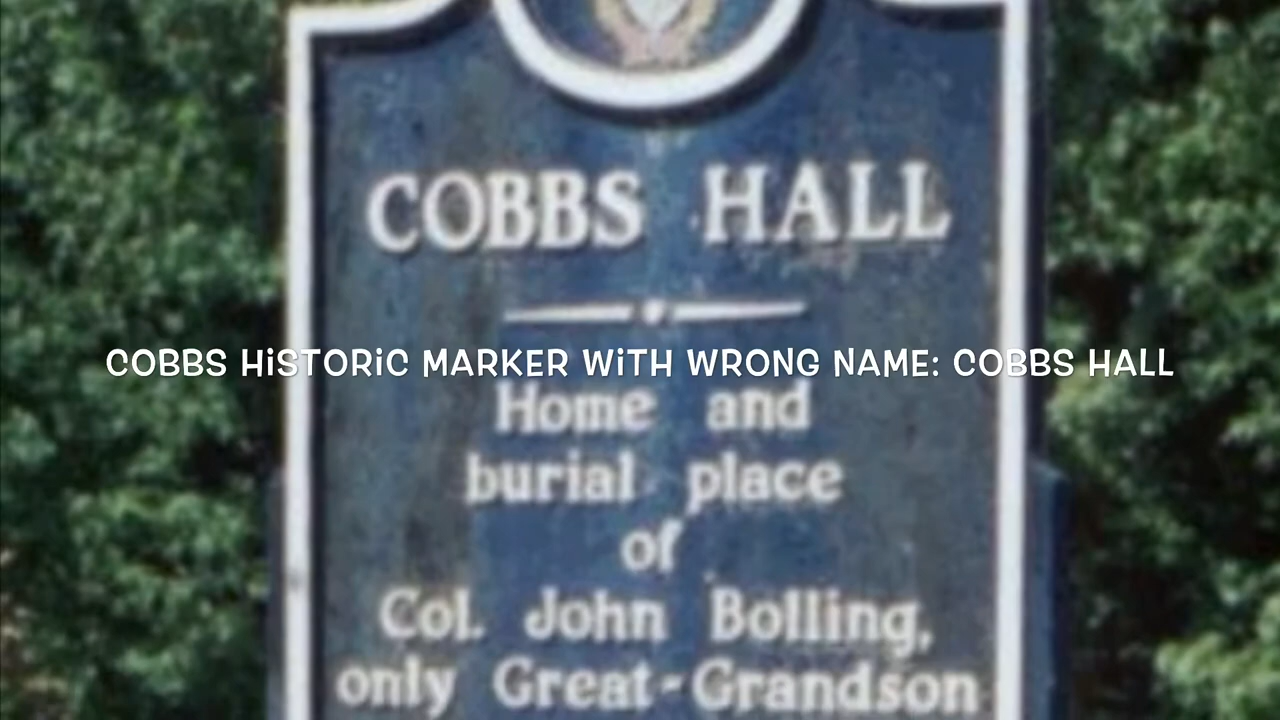 COBBS HALL
COBBS HiSTORiC MARKER WiTH WRONG NAME: COBBS HALL
Home and
burial place
of
Col. John Bolling,
only Great-Grandson